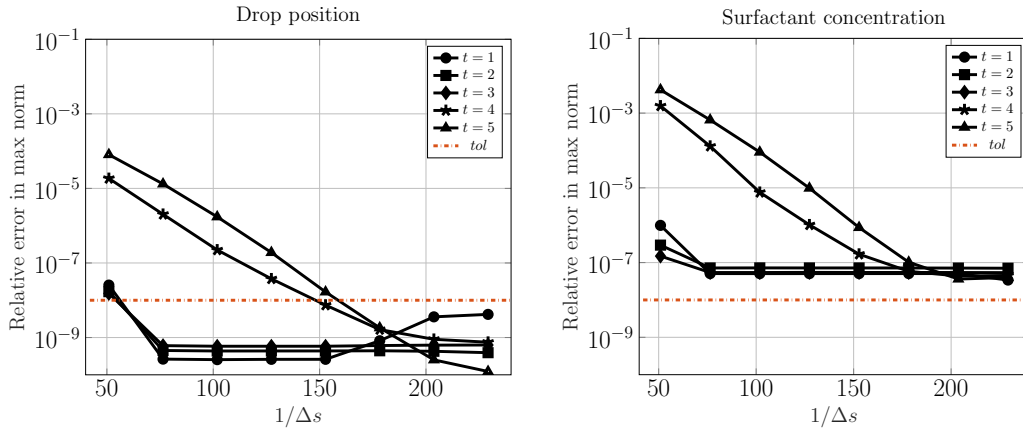 Drop position
Relative error in max norm
10⁻¹
10⁻³
10⁻⁵
10⁻⁷
10⁻⁹
t = 1
t = 2
t = 3
t = 4
t = 5
tol
50 100 150 200
1/Δs
Surfactant concentration
Relative error in max norm
10⁻¹
10⁻³
10⁻⁵
10⁻⁷
10⁻⁹
t = 1
t = 2
t = 3
t = 4
t = 5
tol
50 100 150 200
1/Δs